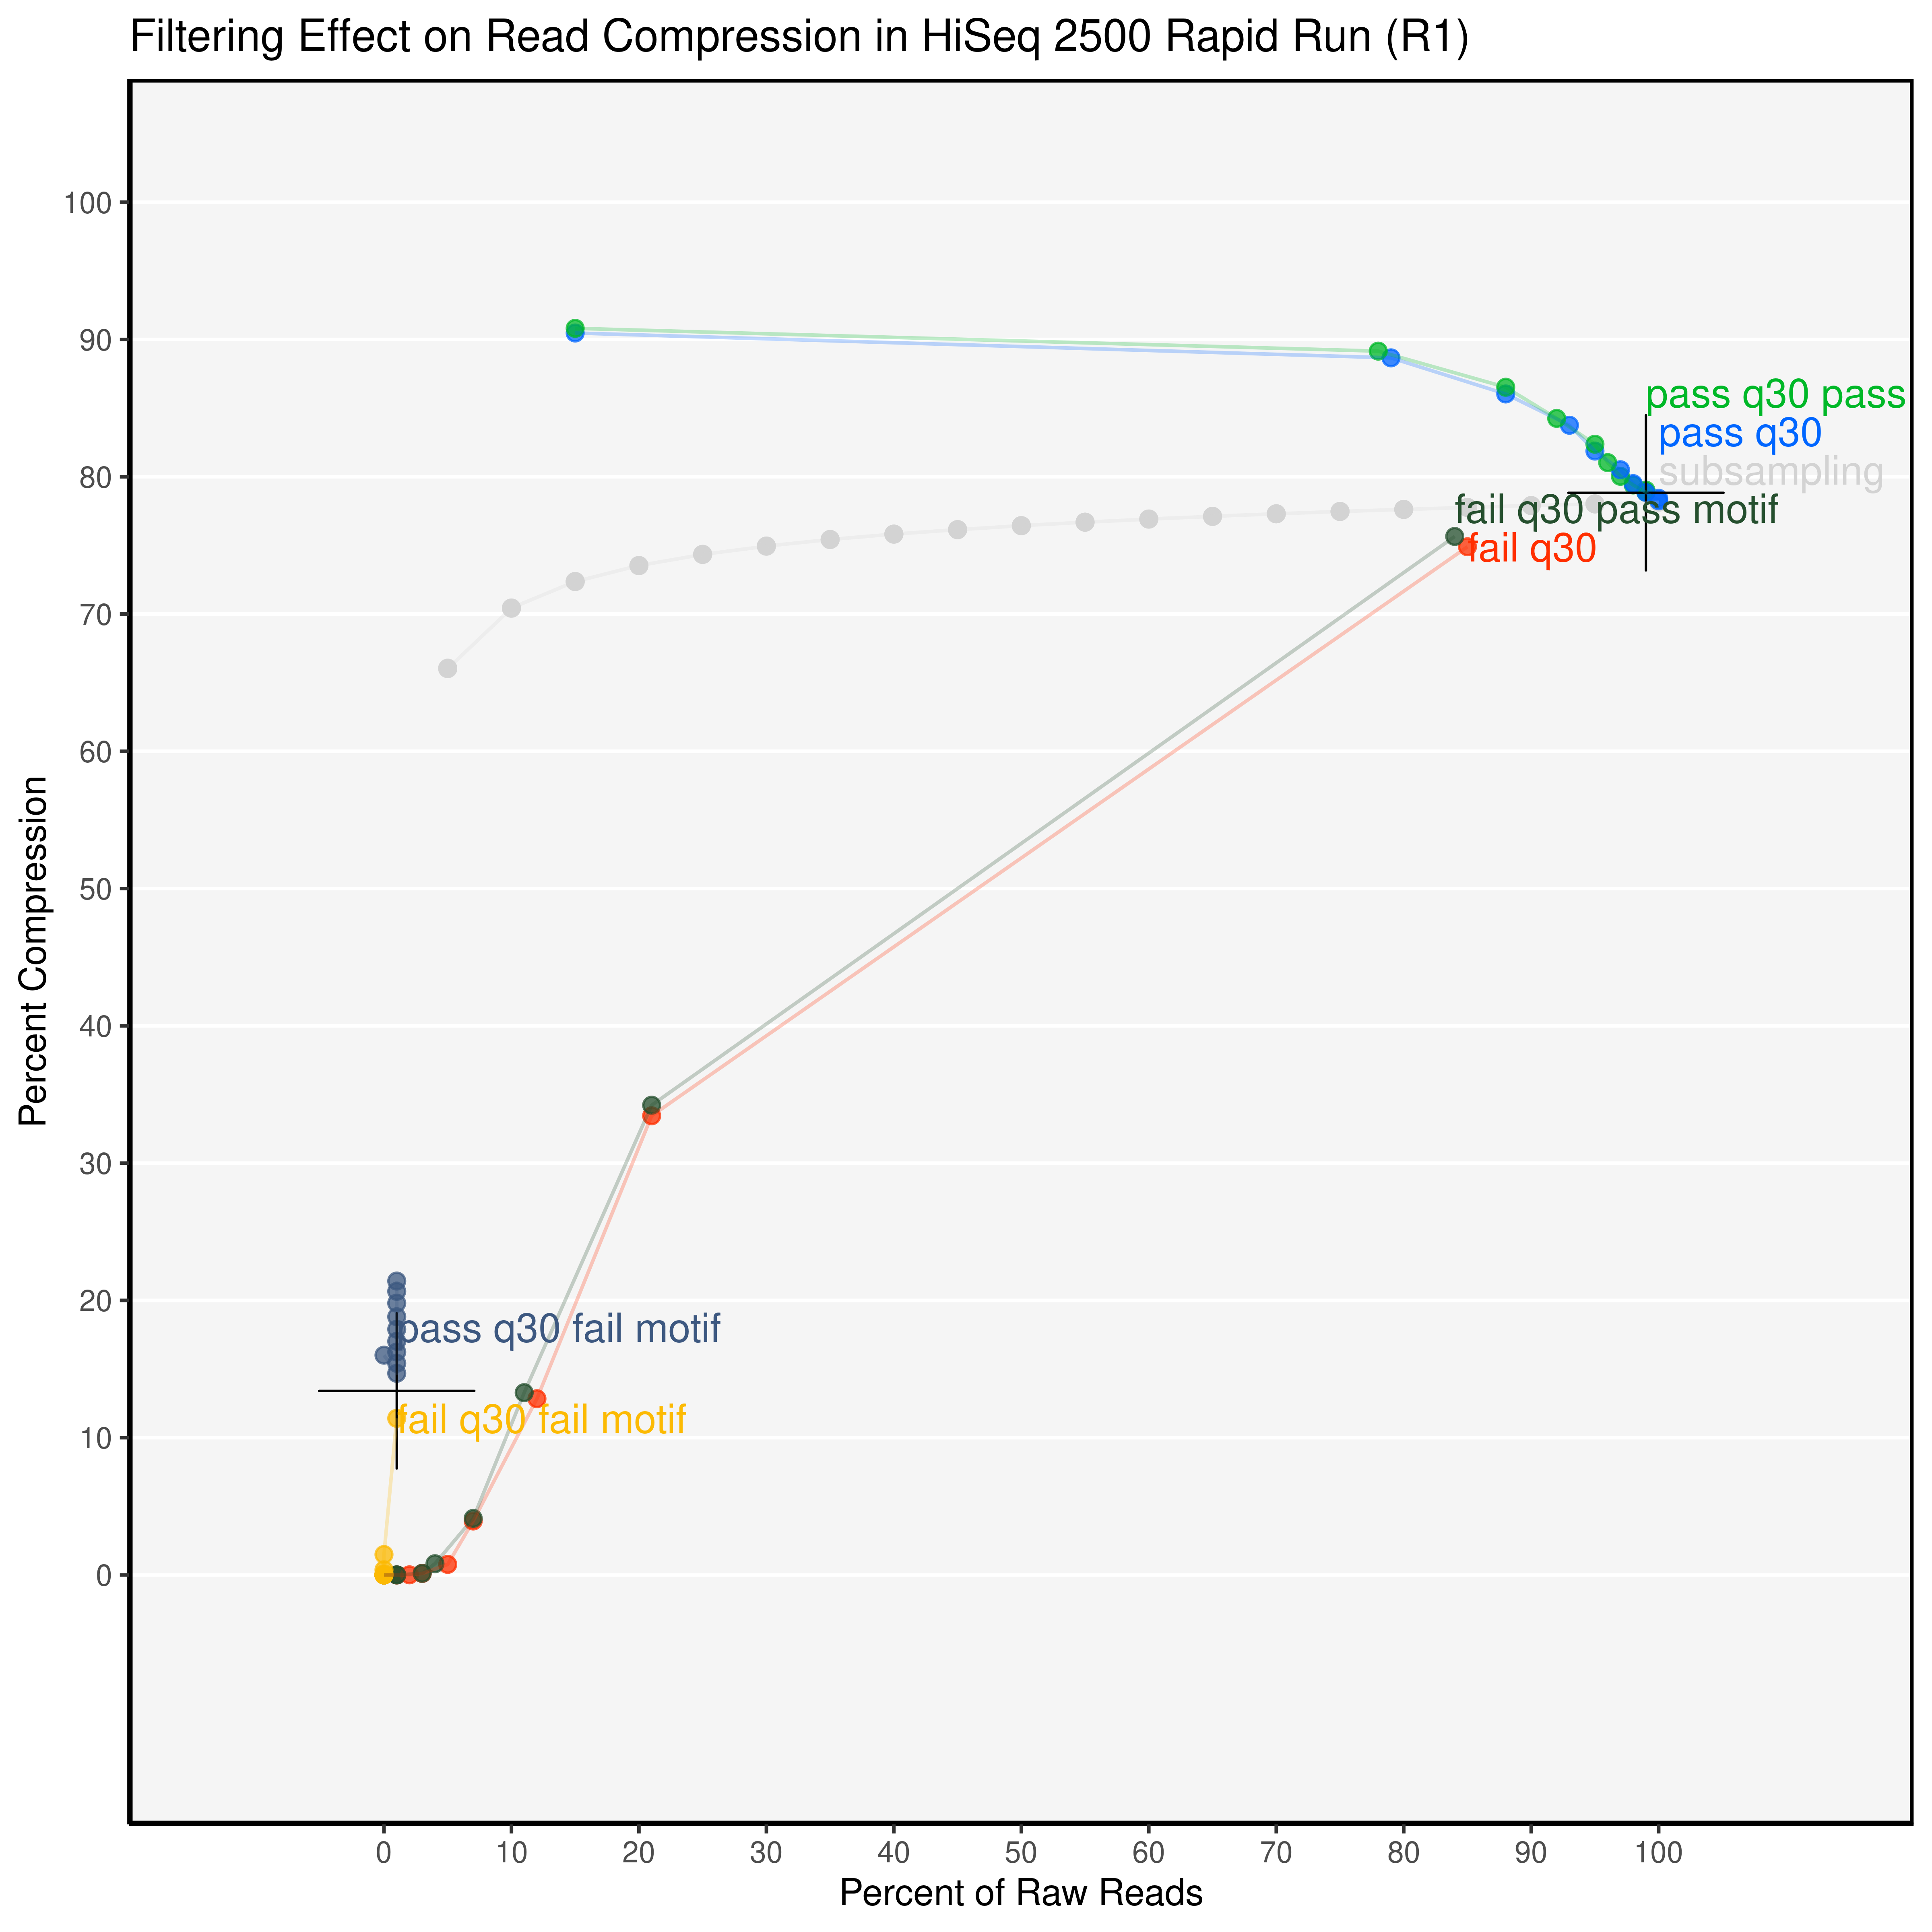 Filtering Effect on Read Compression in HiSeq 2500 Rapid Run (R1)
Percent Compression
100
90
80
70
60
50
40
30
20
10
0
pass q30 pass
pass q30
subsampling
fail q30 pass motif
fail q30
pass q30 fail motif
fail q30 fail motif
0 10 20 30 40 50 60 70 80 90 100
Percent of Raw Reads